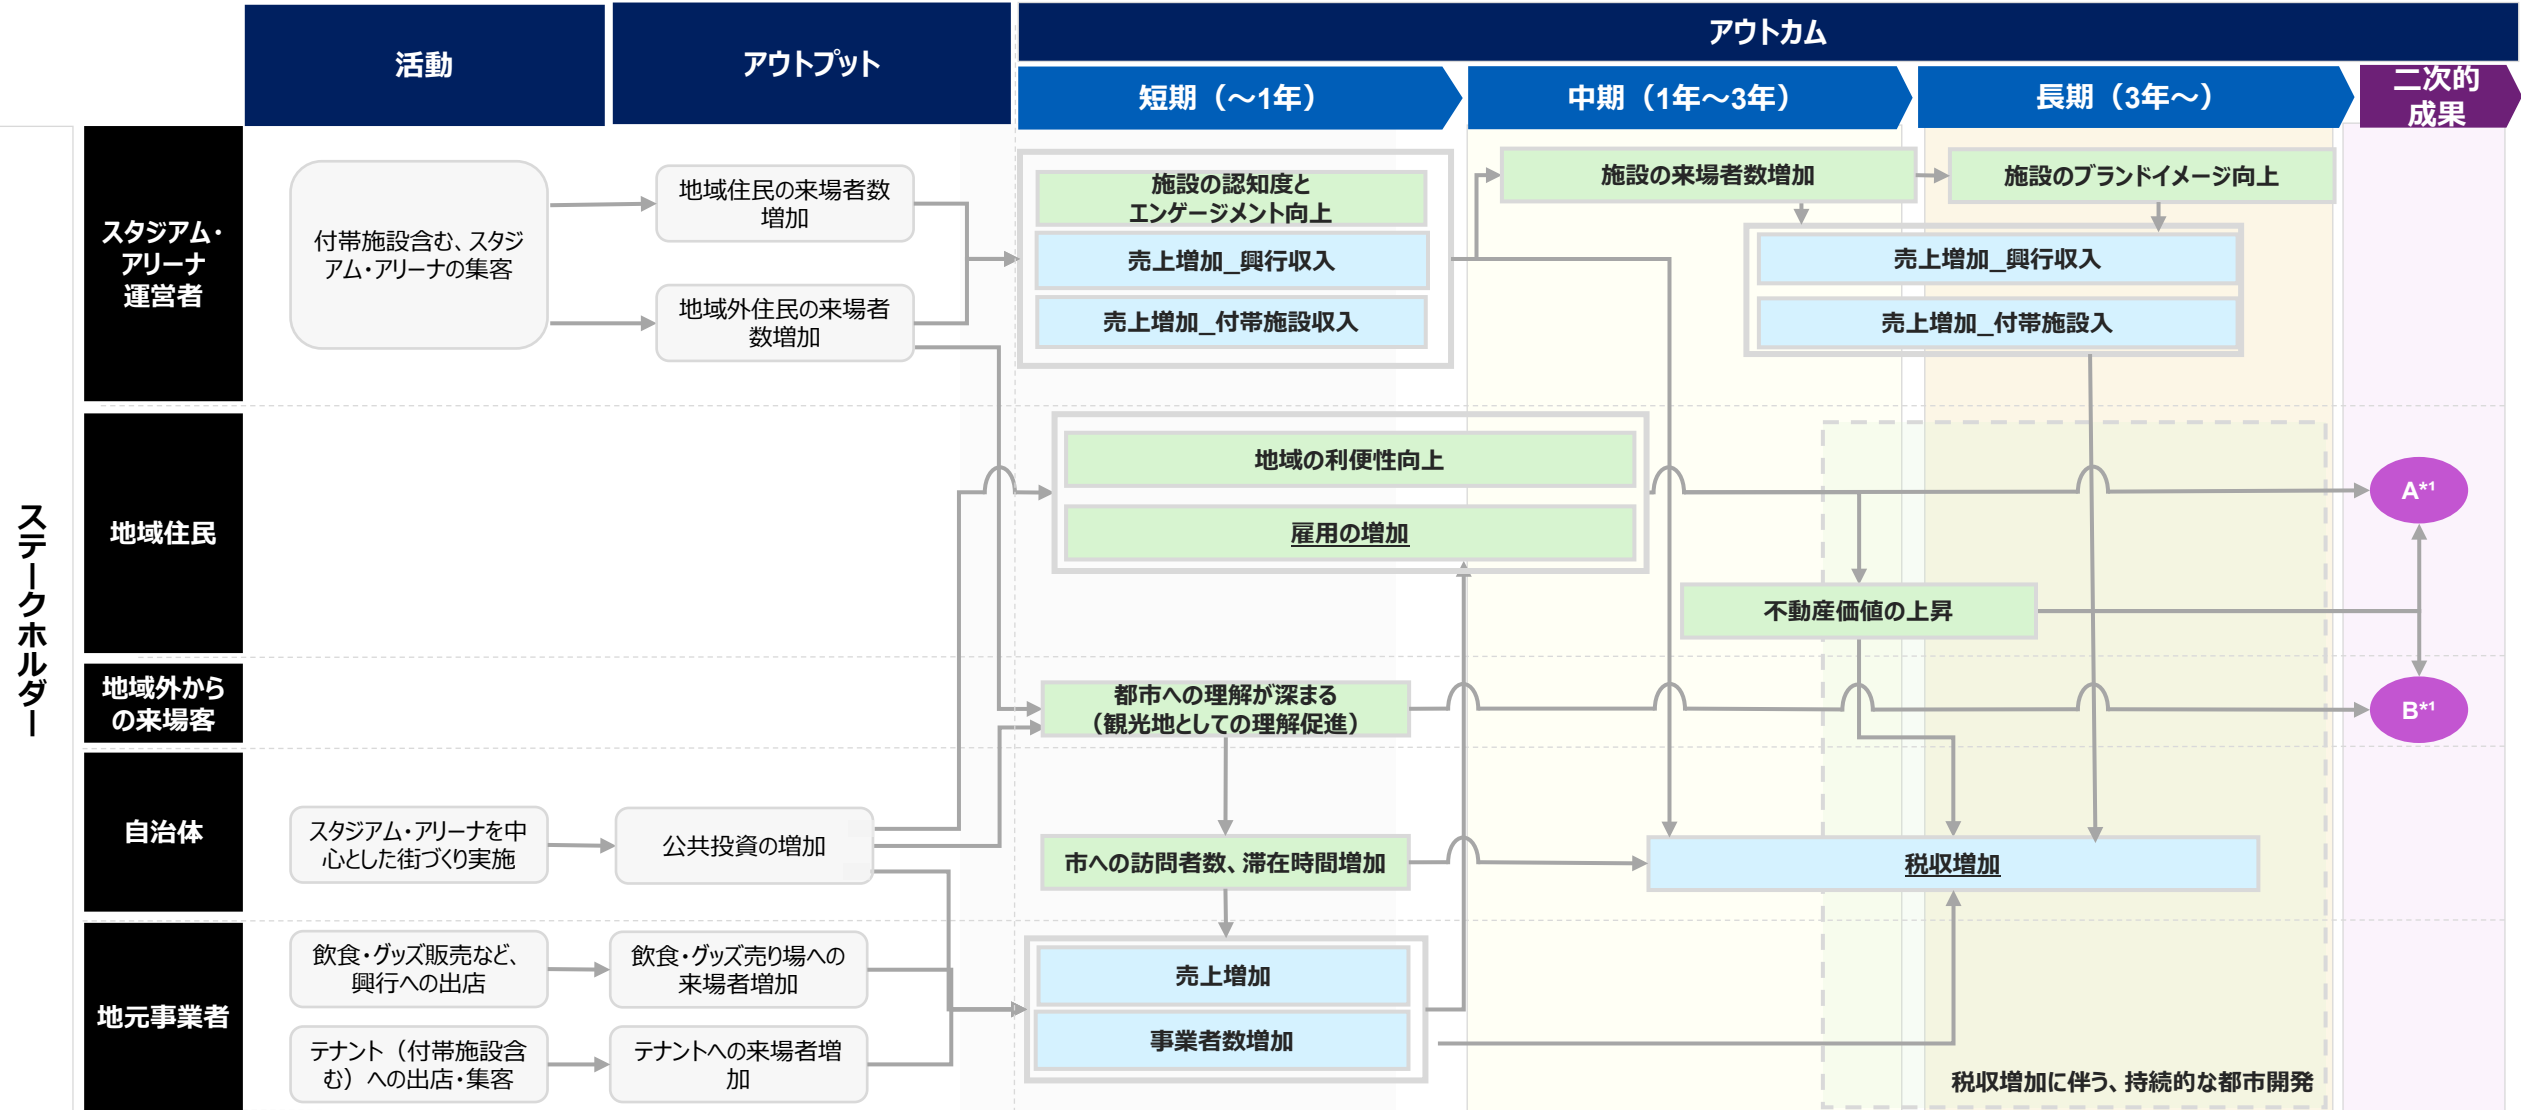 活動
アウトプット
アウトカム
短期（～1年）
中期（1年～3年）
長期（3年～）
二次的
成果
ステークホルダー
スタジアム・
アリーナ
運営者
付帯施設含む、スタジ
アム・アリーナの集客
地域住民の来場者数
増加
地域外住民の来場者
数増加
施設の認知度と
エンゲージメント向上
売上増加_興行収入
売上増加_付帯施設収入
施設の来場者数増加
施設のブランドイメージ向上
売上増加_興行収入
売上増加_付帯施設入
地域住民
地域の利便性向上
雇用の増加
不動産価値の上昇
A*1
地域外から
の来場客
都市への理解が深まる
（観光地としての理解促進）
B*1
自治体
スタジアム・アリーナを中
心とした街づくり実施
公共投資の増加
市への訪問者数、滞在時間増加
税収増加
地元事業者
飲食・グッズ販売など、
興行への出店
飲食・グッズ売り場への
来場者増加
テナント（付帯施設含
む）への出店・集客
テナントへの来場者増
加
売上増加
事業者数増加
税収増加に伴う、持続的な都市開発